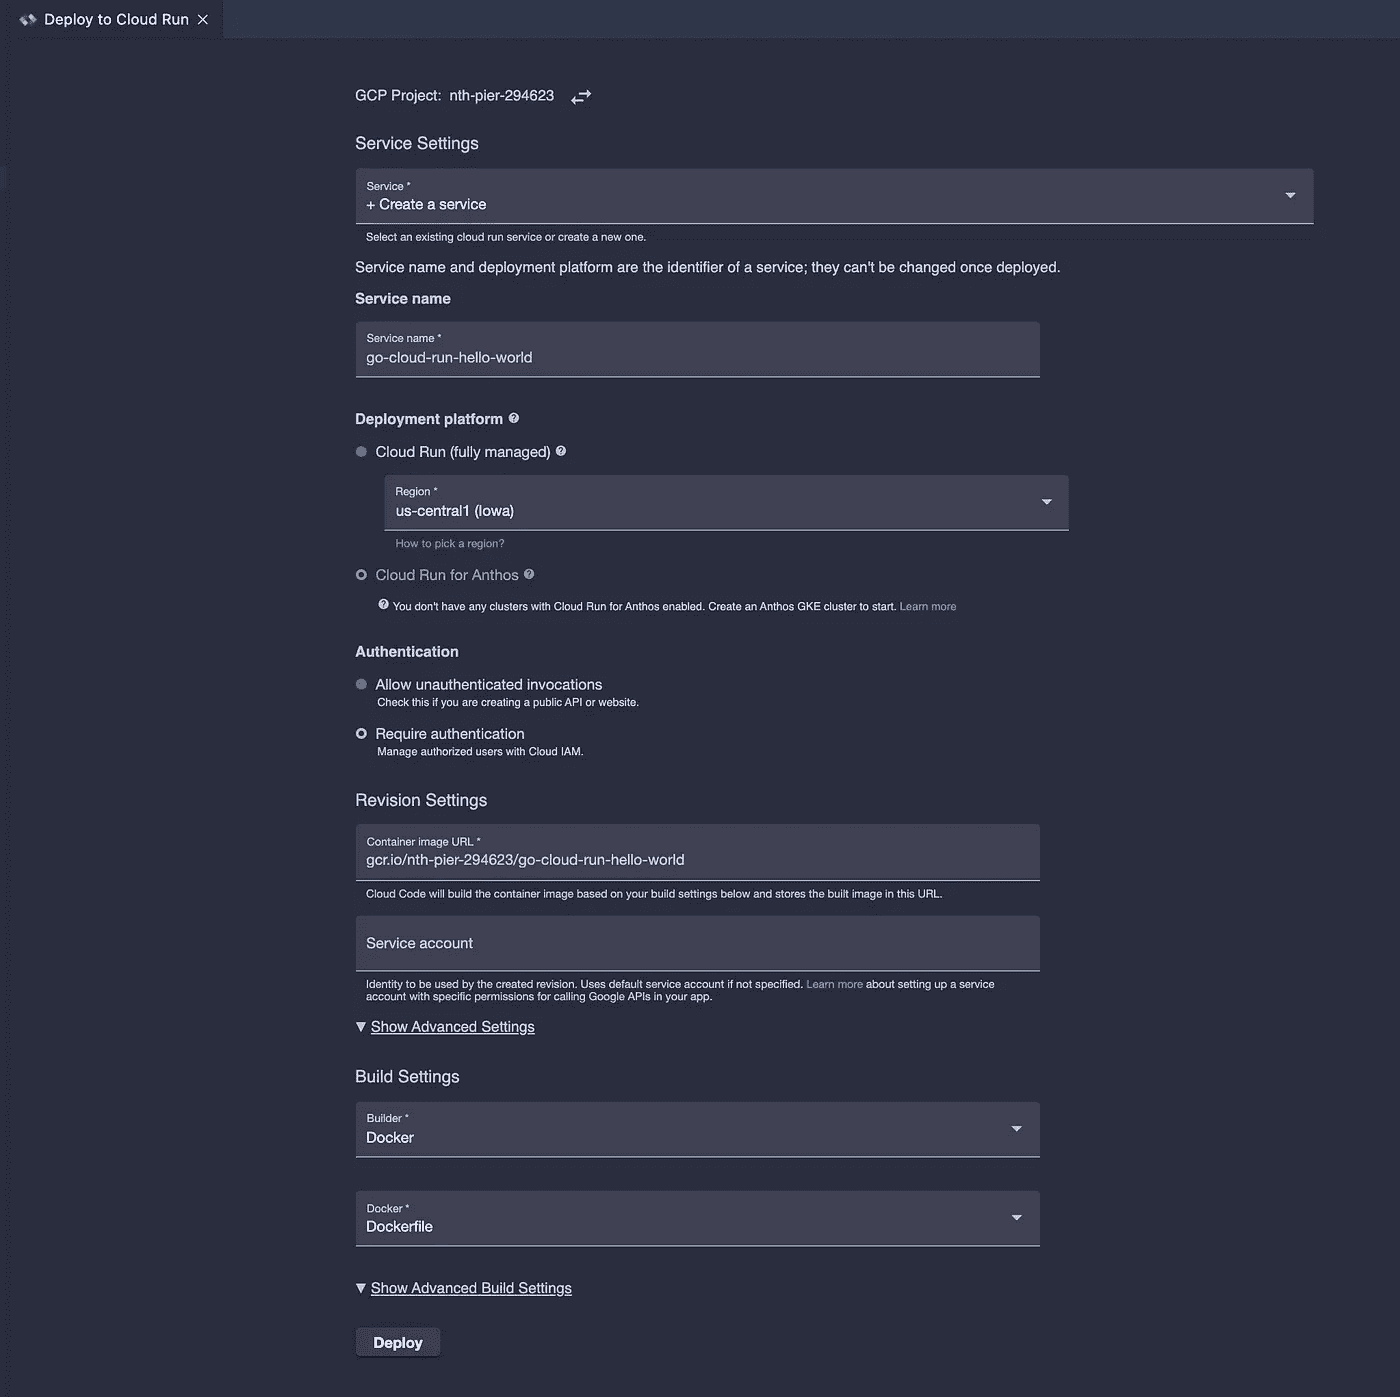 Deploy to Cloud Run
GCP Project: nth-pier-294623
Service Settings
Service *
+ Create a service
Select an existing cloud run service or create a new one.
Service name and deployment platform are the identifier of a service; they can't be changed once deployed.
Service name
Service name *
go-cloud-run-hello-world
Deployment platform
Cloud Run (fully managed)
Region *
us-central1 (Iowa)
How to pick a region?
Cloud Run for Anthos
You don't have any clusters with Cloud Run for Anthos enabled. Create an Anthos GKE cluster to start. Learn more
Authentication
Allow unauthenticated invocations
Check this if you are creating a public API or website.
Require authentication
Manage authorized users with Cloud IAM.
Revision Settings
Container image URL *
gcr.io/nth-pier-294623/go-cloud-run-hello-world
Cloud Code will build the container image based on your build settings below and stores the built image in this URL.
Service account
Identity to be used by the created revision. Uses default service account if not specified. Learn more about setting up a service
account with specific permissions for calling Google APIs in your app.
Show Advanced Settings
Build Settings
Builder *
Docker
Docker *
Dockerfile
Show Advanced Build Settings
Deploy